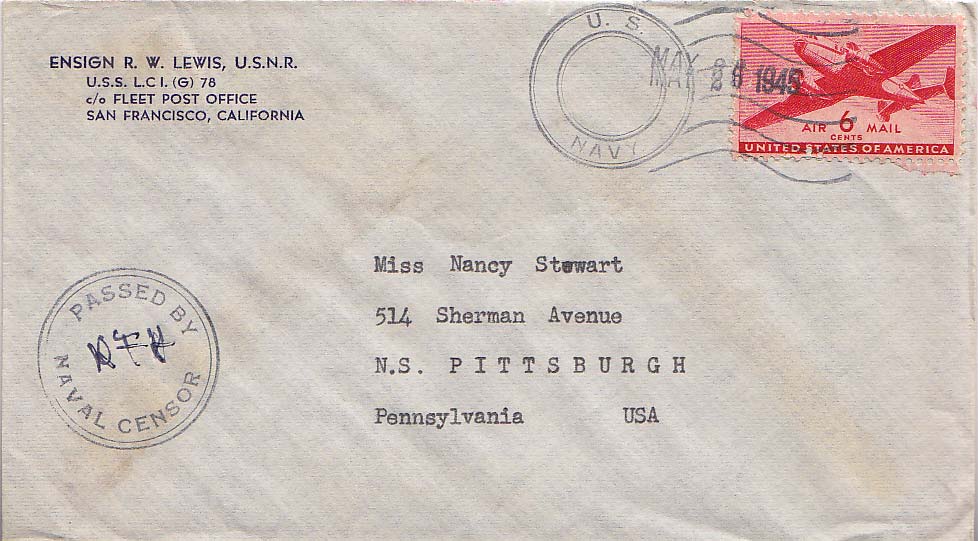 ENSIGN R. W. LEWIS, U.S.N.R.
U.S.S. L.C.I. (G) 78
c/o FLEET POST OFFICE
SAN FRANCISCO, CALIFORNIA
U. S.
NAVY
MAY
1945
AIR 6 MAIL
CENTS
UNITED STATES OF AMERICA
Miss Nancy Stewart
514 Sherman Avenue
N.S. PITTSBURGH
Pennsylvania USA
PASSED BY
NAVAL CENSOR